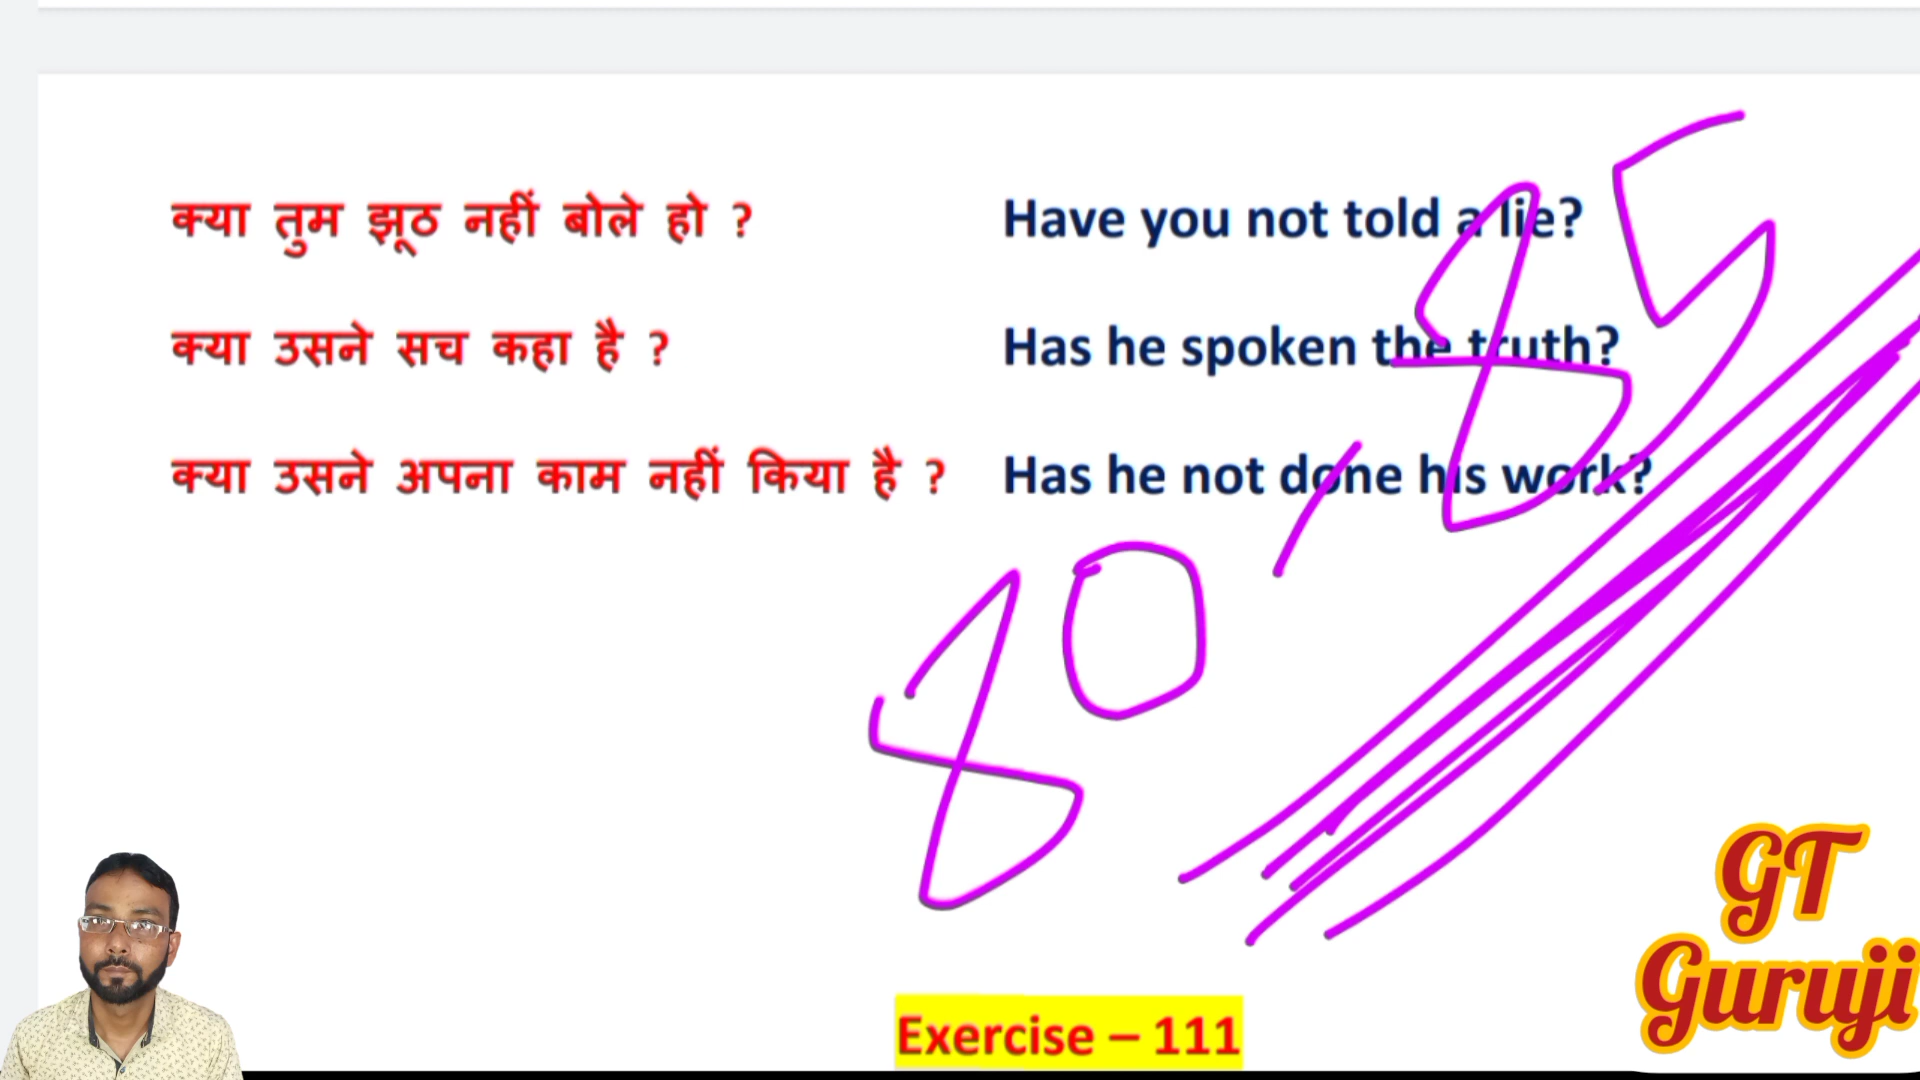 क्या तुम झूठ नहीं बोले हो ? Have you not told a lie?
क्या उसने सच कहा है ? Has he spoken the truth?
क्या उसने अपना काम नहीं किया है ? Has he not done his work?
80, 85
Exercise – 111
GT
Guruji